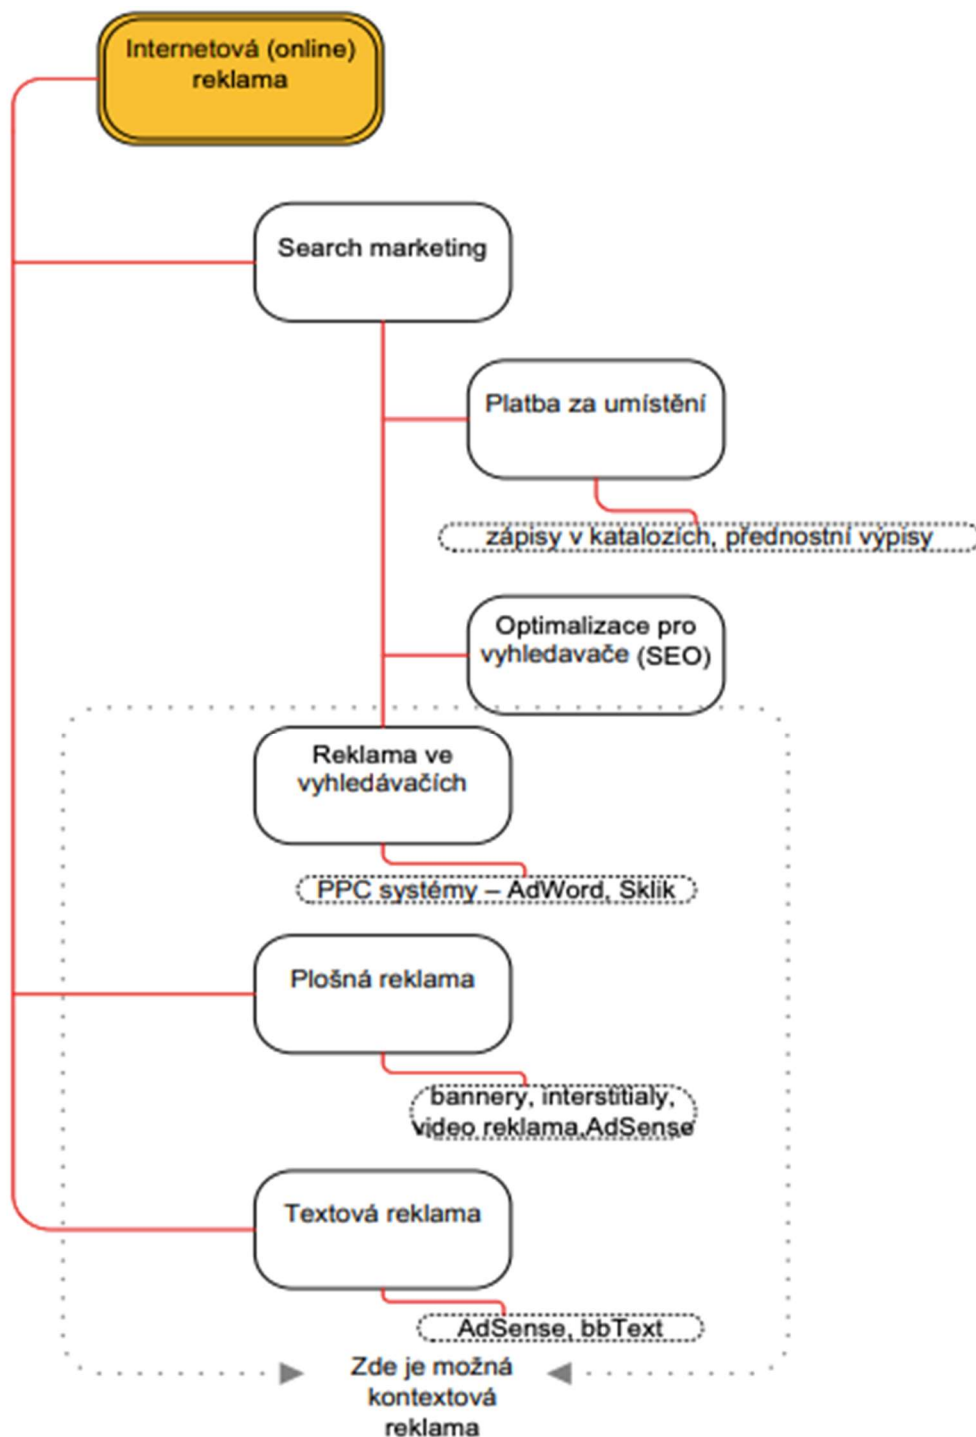 Internetová (online)
reklama
Search marketing
Platba za umístění
zápisy v katalozích, přednostní výpisy
Optimalizace pro
vyhledavače (SEO)
Reklama ve
vyhledávačích
PPC systémy – AdWord, Sklik
Plošná reklama
bannery, interstitialy,
video reklama,AdSense
Textová reklama
AdSense, bbText
Zde je možná
kontextová
reklama